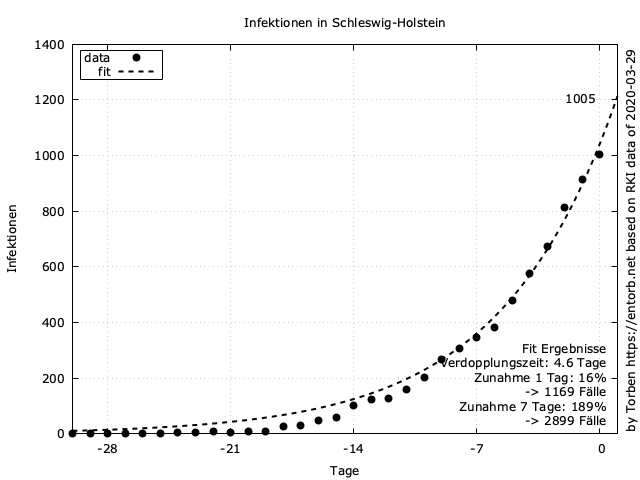 Infektionen in Schleswig-Holstein
1400
1200
1000
800
600
400
200
0
Infektionen
data
fit
1005
Fit Ergebnisse
Verdopplungszeit: 4.6 Tage
Zunahme 1 Tag: 16%
-> 1169 Fälle
Zunahme 7 Tage: 189%
-> 2899 Fälle
-28
-21
-14
-7
0
Tage
by Torben https://entorb.net based on RKI data of 2020-03-29